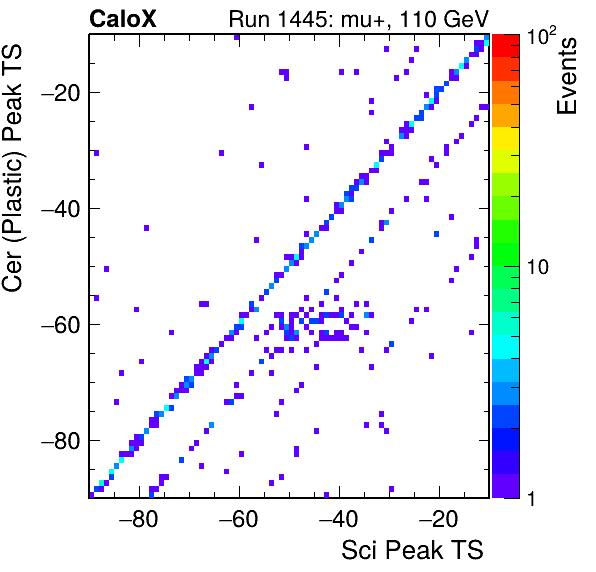 CaloX Run 1445: mu+, 110 GeV
Cer (Plastic) Peak TS
−20
−40
−60
−80
−80 −60 −40 −20
Sci Peak TS
10²
10
1
Events